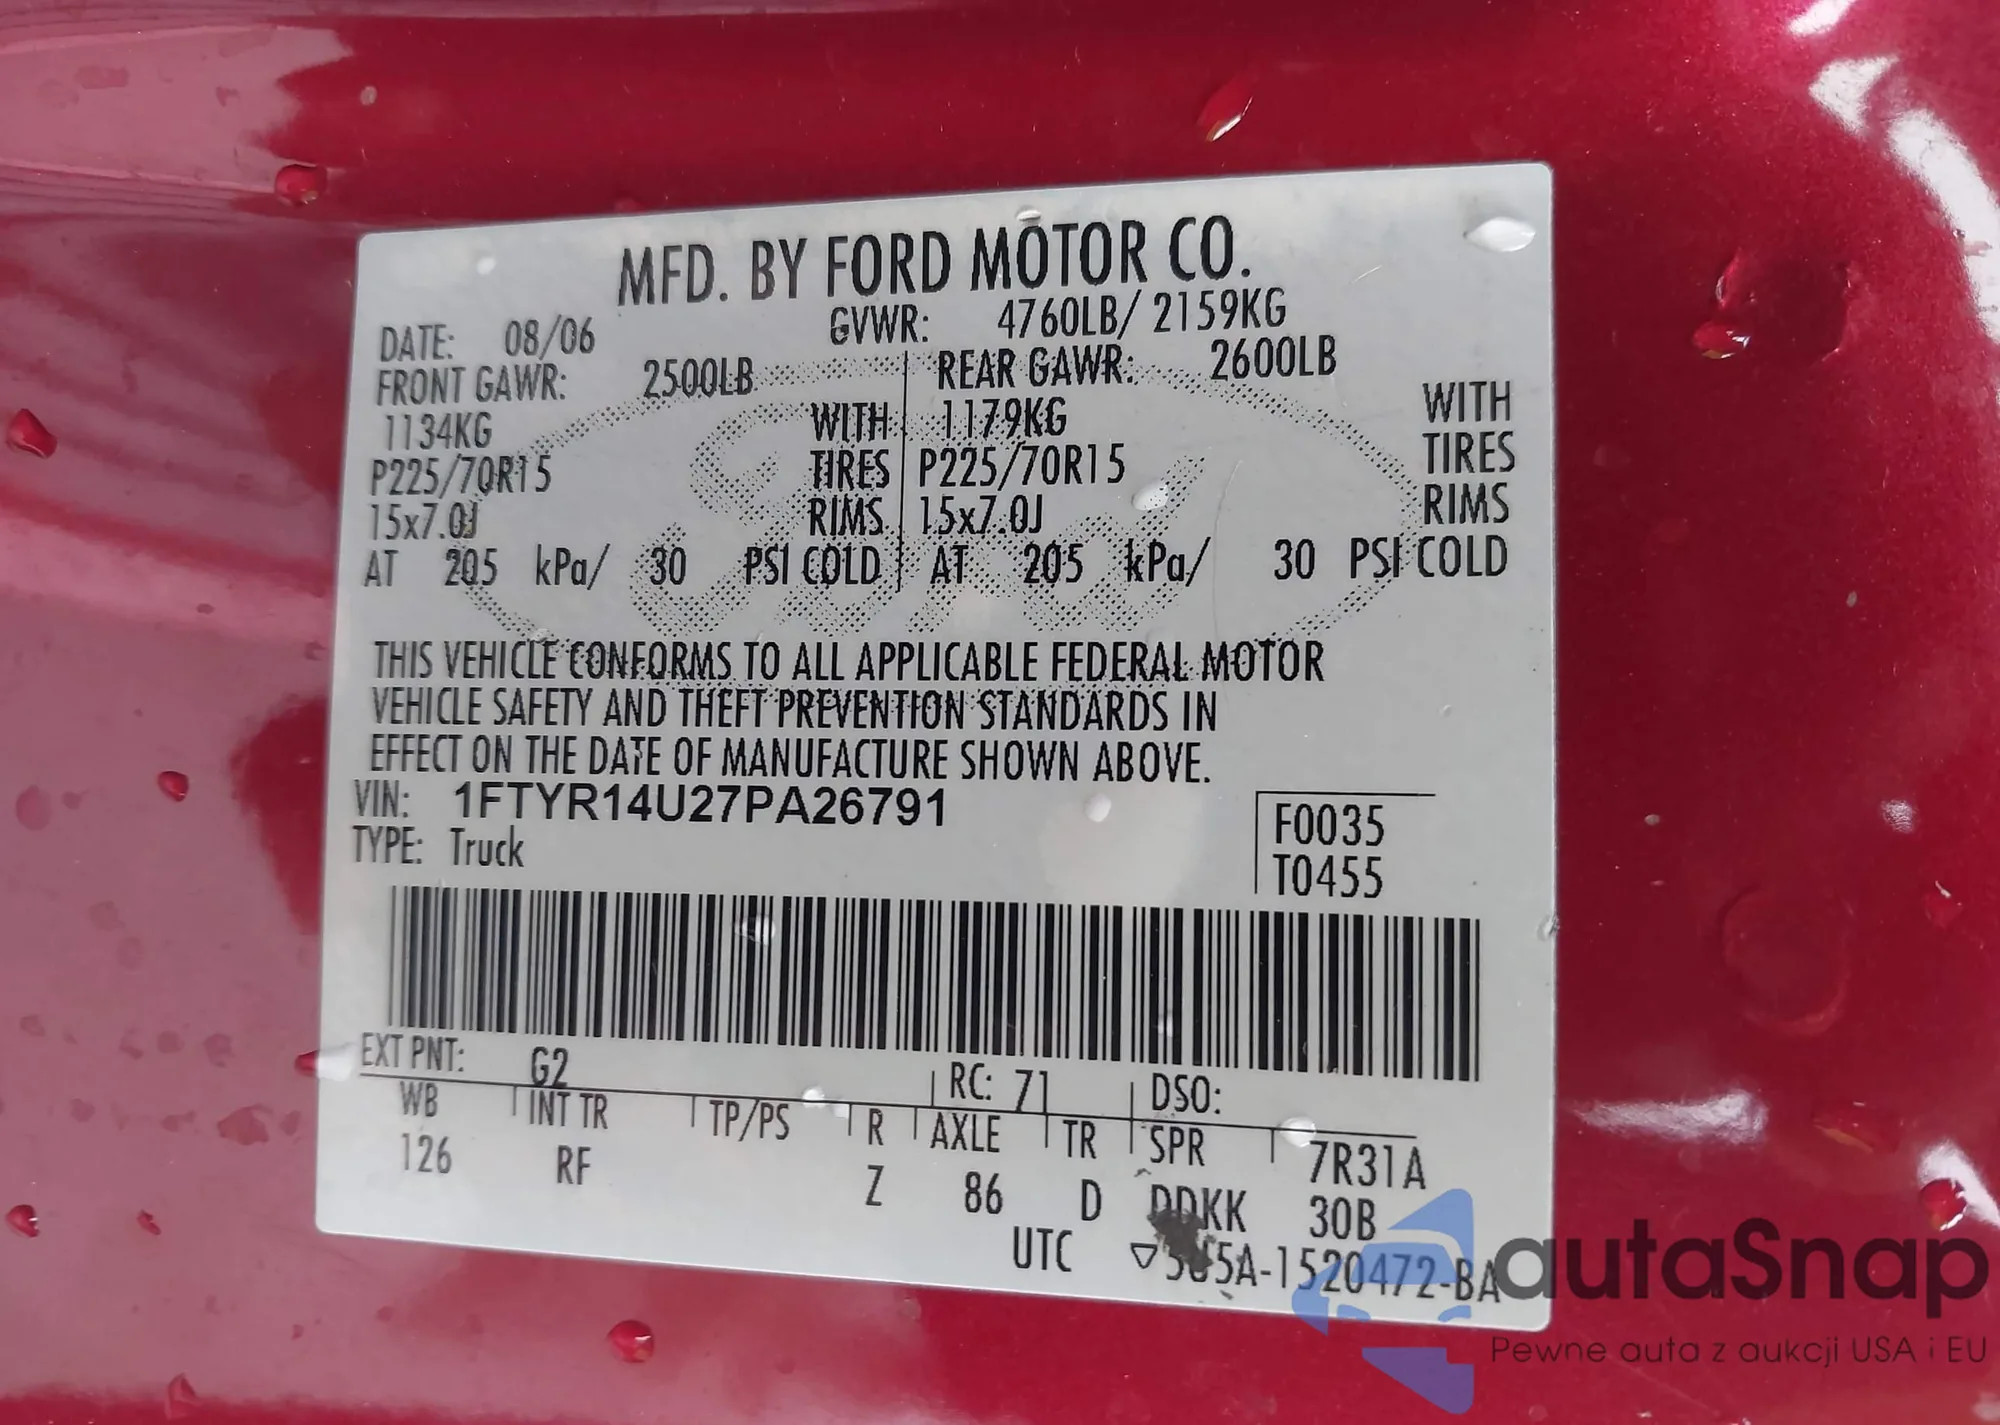 MFD. BY FORD MOTOR CO.
DATE: 08/06 GVWR: 4760LB/ 2159KG
FRONT GAWR: 2500LB REAR GAWR: 2600LB
1134KG WITH 1179KG WITH
P225/70R15 TIRES P225/70R15 TIRES
15x7.0J RIMS 15x7.0J RIMS
AT 205 kPa/ 30 PSI COLD AT 205 kPa/ 30 PSI COLD
THIS VEHICLE CONFORMS TO ALL APPLICABLE FEDERAL MOTOR
VEHICLE SAFETY AND THEFT PREVENTION STANDARDS IN
EFFECT ON THE DATE OF MANUFACTURE SHOWN ABOVE.
VIN: 1FTYR14U27PA26791 F0035
TYPE: Truck T0455
EXT PNT: G2 RC: 71 DSO:
WB INT TR TP/PS R AXLE TR SPR 7R31A
126 RF Z 86 D DDKK 30B
UTC ▽ -1520472-BA
autaSnap
Pewne auta z aukcji USA i EU